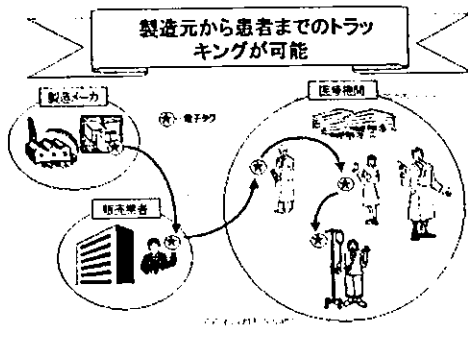 製造元から患者までのトラッ
キングが可能
製造メーカ
電子タグ
医療機関
販売業者